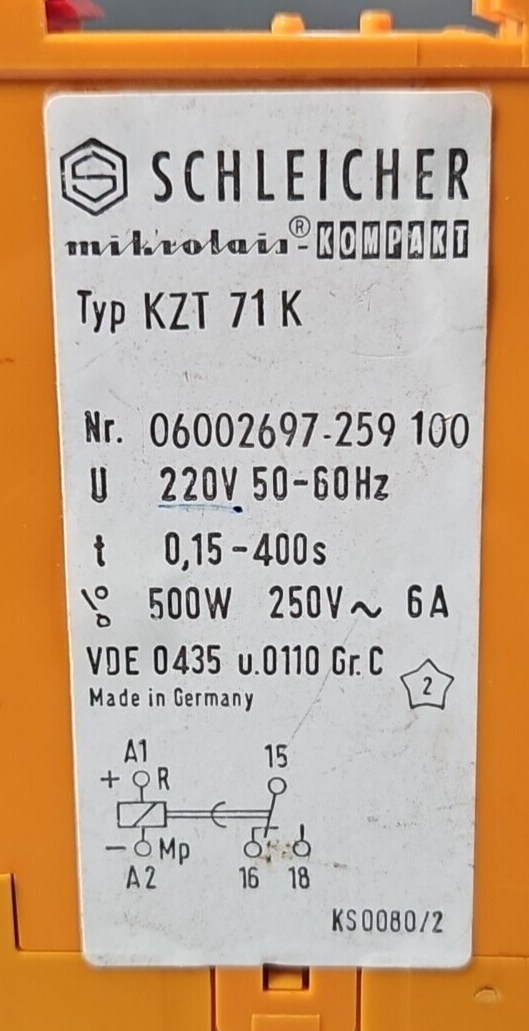 SCHLEICHER
mikrolais®-KOMPAKT
Typ KZT 71 K
Nr. 06002697-259 100
U 220V 50-60Hz
t 0,15-400s
500W 250V~ 6A
VDE 0435 u.0110 Gr. C
2
Made in Germany
A1 15
+ R
- Mp
A2 16 18
KS0080/2